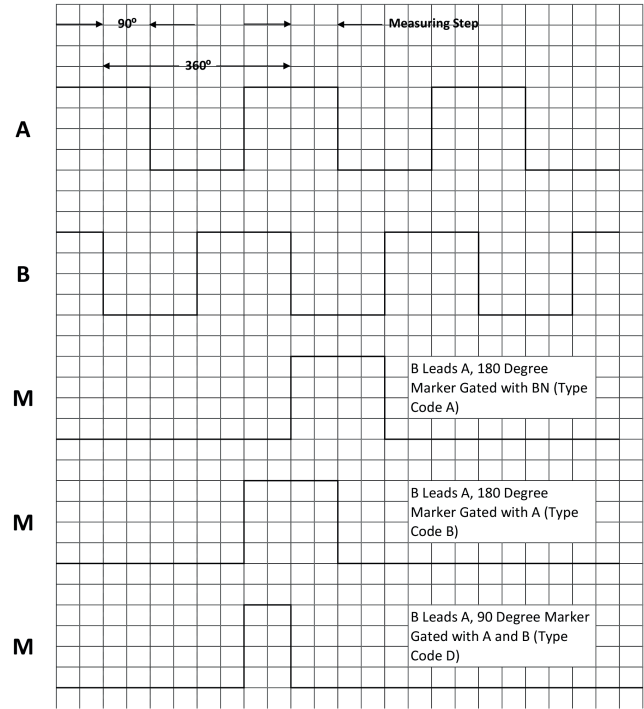 90º
Measuring Step
360º
A
B
M
B Leads A, 180 Degree
Marker Gated with BN (Type
Code A)
M
B Leads A, 180 Degree
Marker Gated with A (Type
Code B)
M
B Leads A, 90 Degree Marker
Gated with A and B (Type
Code D)